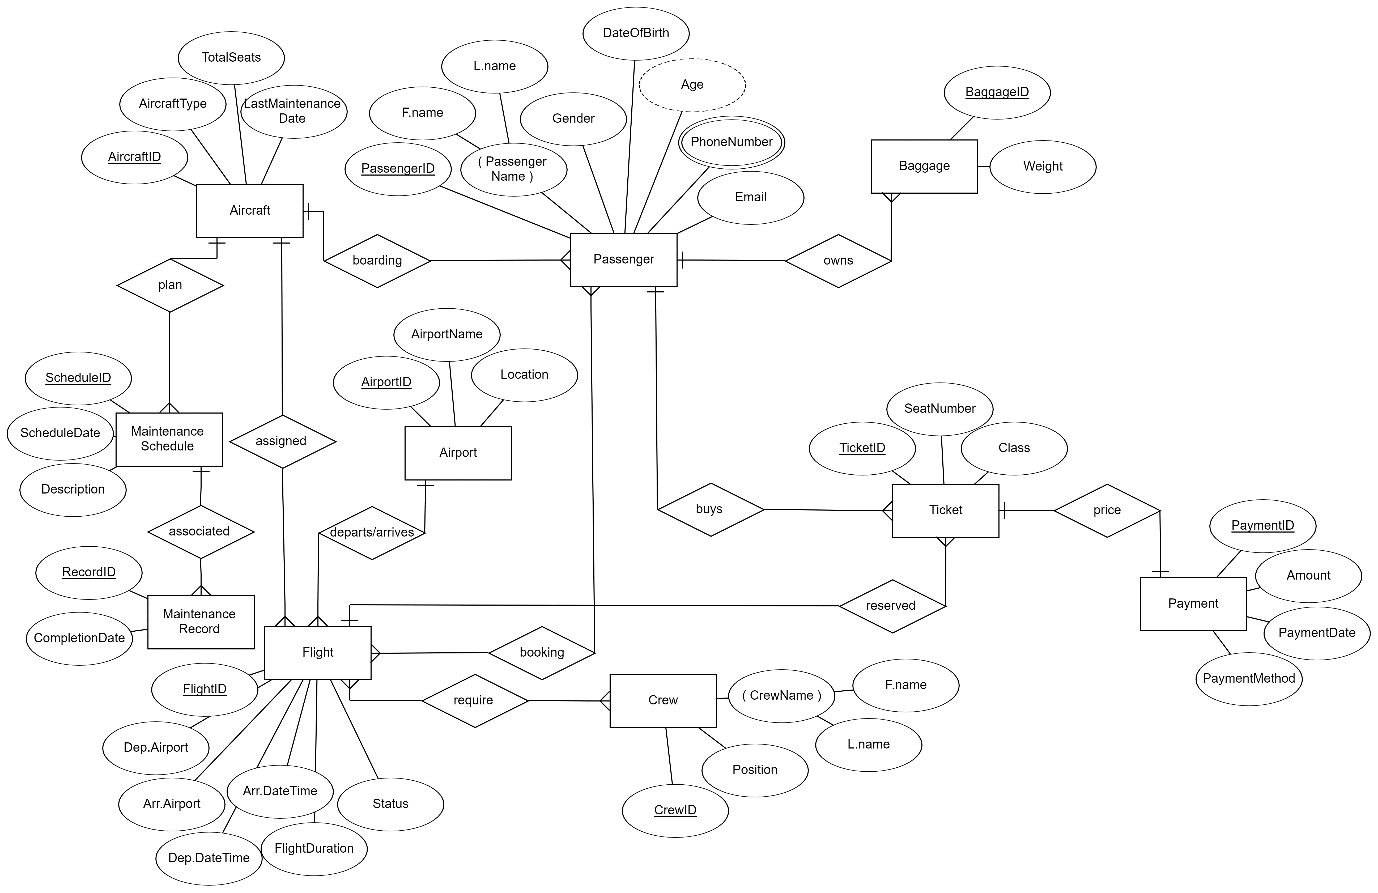 DateOfBirth
TotalSeats
L.name
Age
BaggageID
AircraftType
LastMaintenance
Date
F.name
Gender
PhoneNumber
AircraftID
PassengerID
( Passenger
Name )
Baggage
Weight
Email
Aircraft
boarding
Passenger
owns
plan
AirportName
ScheduleID
AirportID
Location
SeatNumber
ScheduleDate
Maintenance
Schedule
assigned
Airport
TicketID
Class
Description
associated
departs/arrives
buys
Ticket
price
PaymentID
RecordID
Amount
Maintenance
Record
reserved
Payment
CompletionDate
PaymentDate
Flight
booking
PaymentMethod
FlightID
require
Crew
( CrewName )
F.name
Dep.Airport
L.name
Position
Arr.Airport
Arr.DateTime
Status
CrewID
Dep.DateTime
FlightDuration